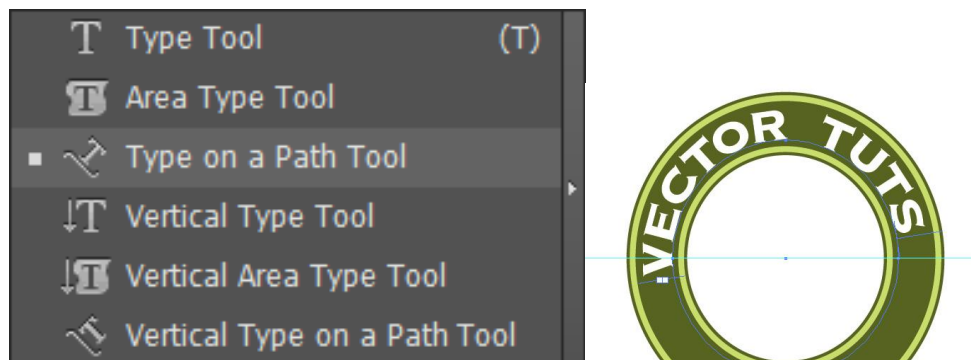 Type Tool (T)
Area Type Tool
Type on a Path Tool
Vertical Type Tool
Vertical Area Type Tool
Vertical Type on a Path Tool
VECTOR TUTS